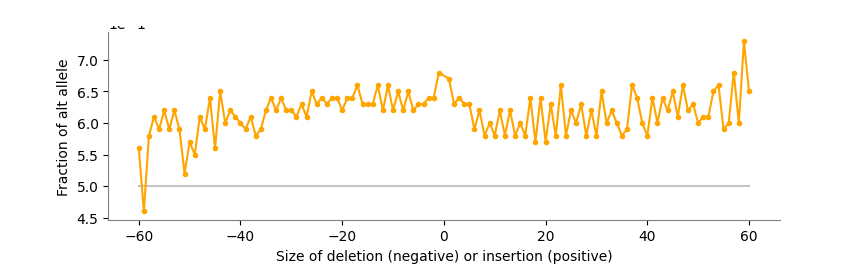 7.0
6.5
6.0
5.5
5.0
4.5
Fraction of alt allele
−60 −40 −20 0 20 40 60
Size of deletion (negative) or insertion (positive)